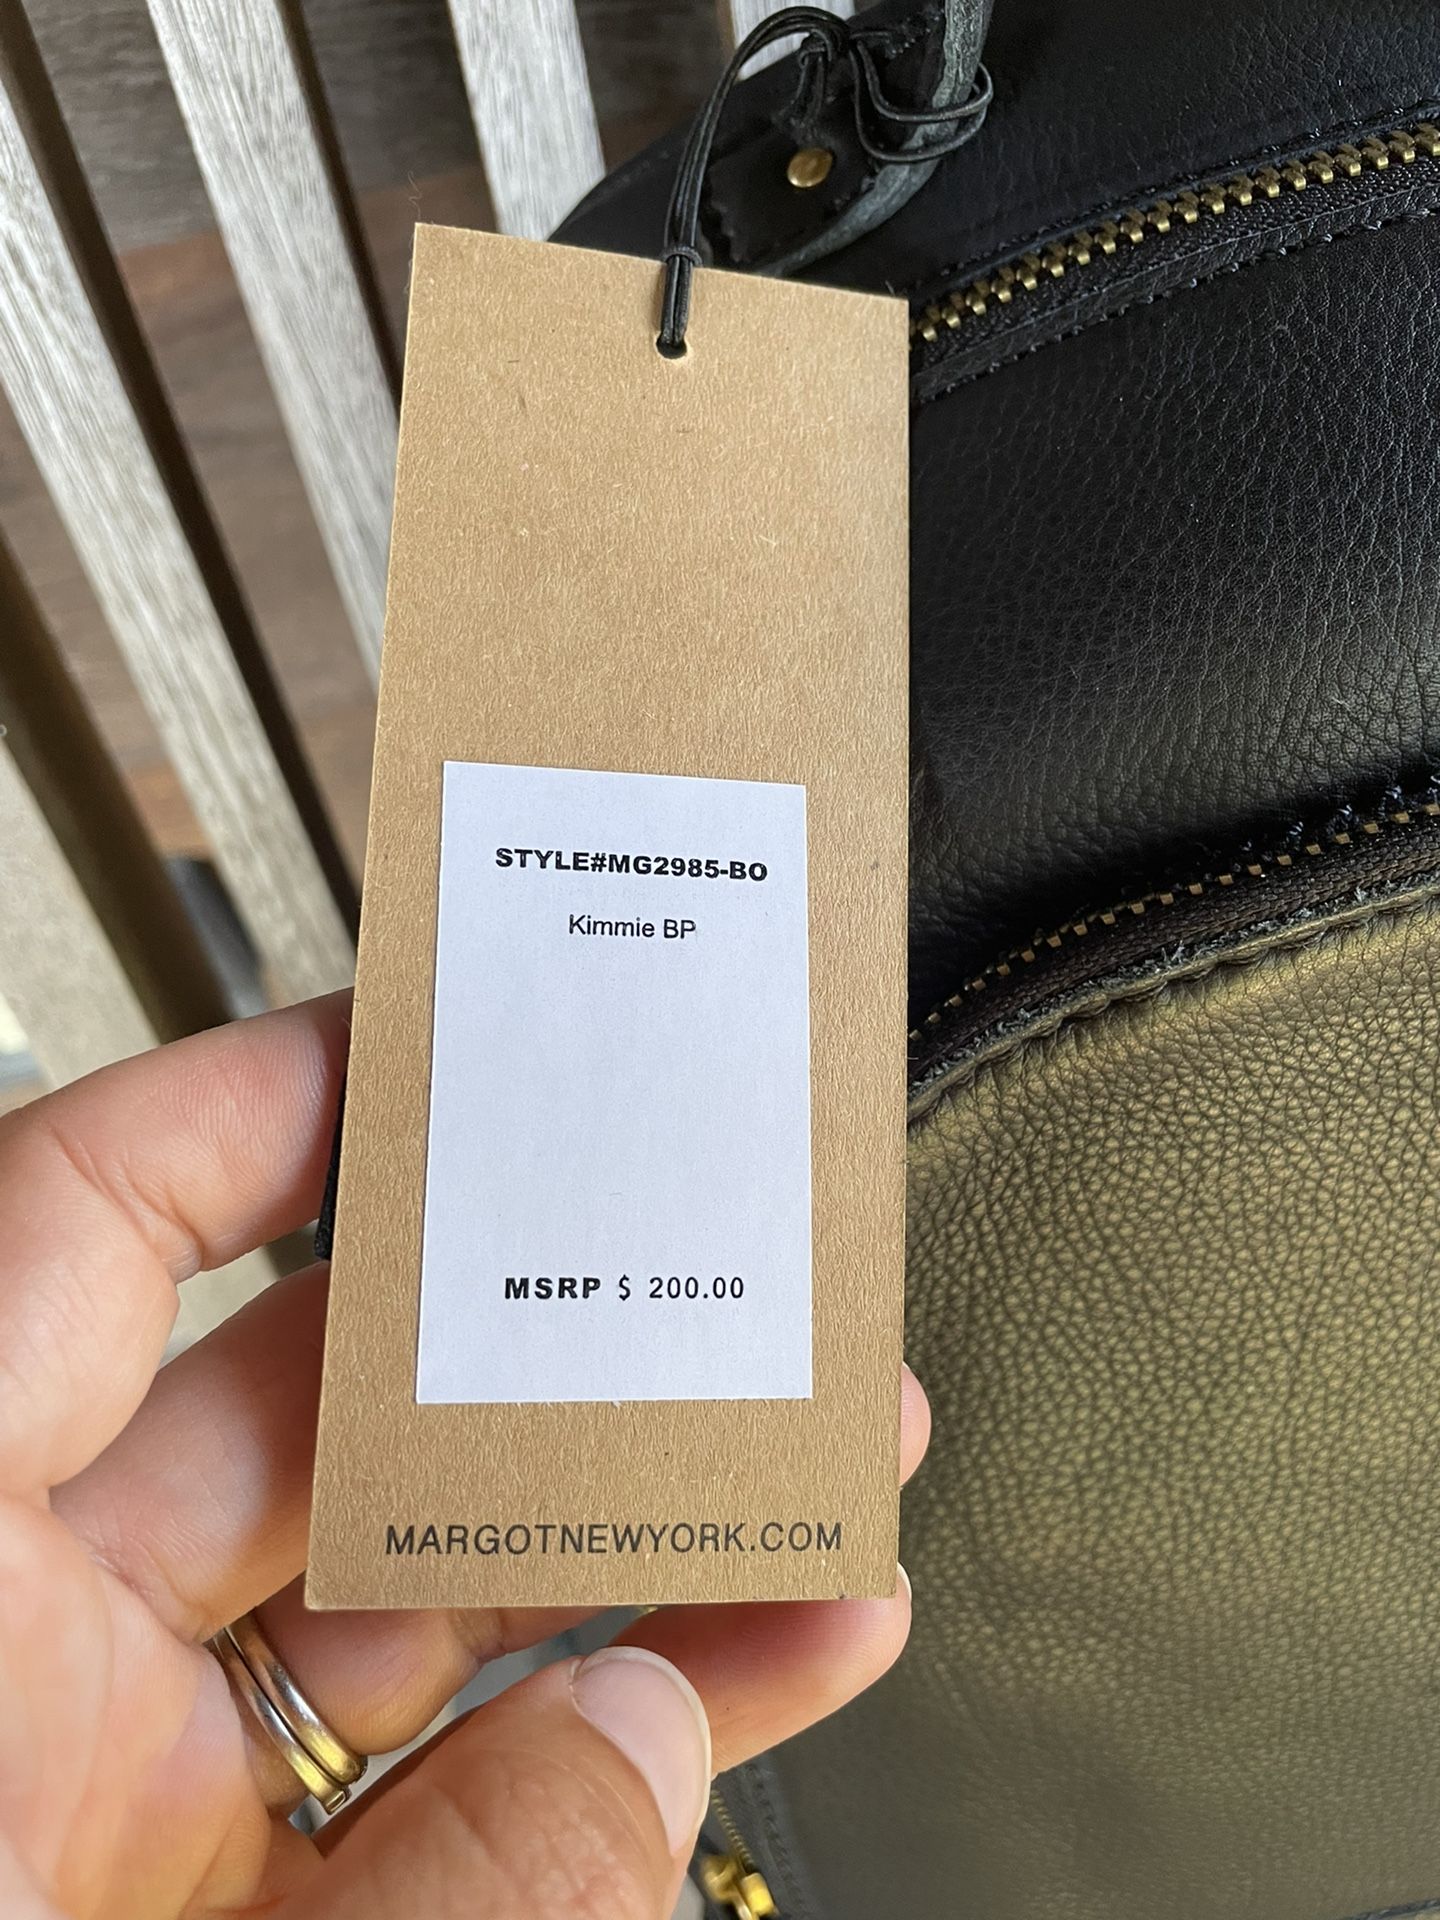 STYLE#MG2985-BO
Kimmie BP
MSRP $ 200.00
MARGOTNEWYORK.COM